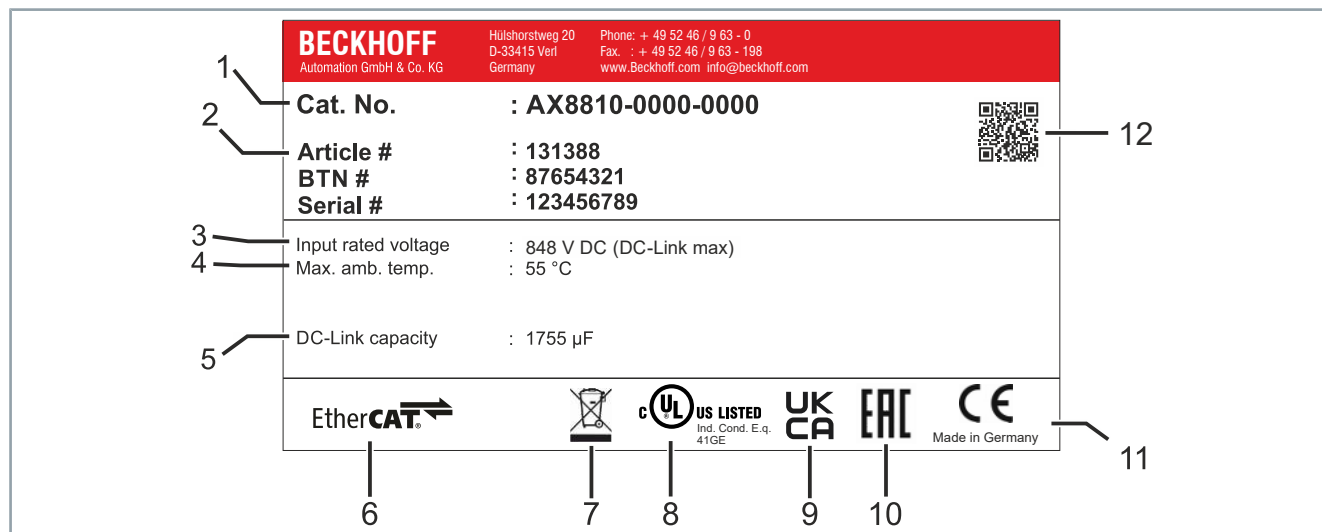 BECKHOFF
Automation GmbH & Co. KG
Hülshorstweg 20
D-33415 Verl
Germany
Phone: + 49 52 46 / 9 63 - 0
Fax. : + 49 52 46 / 9 63 - 198
www.Beckhoff.com info@beckhoff.com
1
Cat. No. : AX8810-0000-0000
2
12
Article # : 131388
BTN # : 87654321
Serial # : 123456789
3
Input rated voltage : 848 V DC (DC-Link max)
4
Max. amb. temp. : 55 °C
5
DC-Link capacity : 1755 µF
EtherCAT®
C UL® US LISTED
Ind. Cond. E.q.
41GE
UK
CA
EAC
CE
Made in Germany
11
6 7 8 9 10